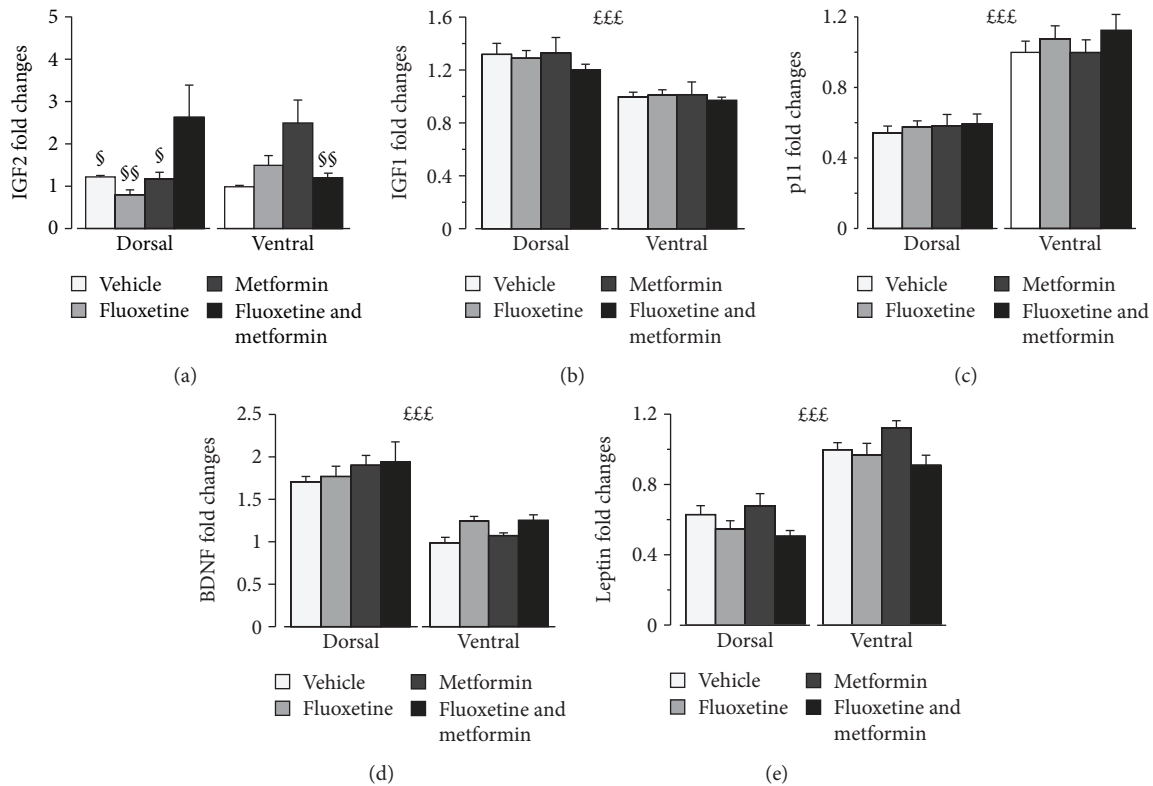 5
4
3
2
1
0
IGF2 fold changes
§
§§
§
§§
Dorsal
Ventral
Vehicle
Metformin
Fluoxetine
Fluoxetine and
metformin
(a)
1.6
1.2
0.8
0.4
0
IGF1 fold changes
£££
Dorsal
Ventral
Vehicle
Metformin
Fluoxetine
Fluoxetine and
metformin
(b)
1.2
0.8
0.4
0
p11 fold changes
£££
Dorsal
Ventral
Vehicle
Metformin
Fluoxetine
Fluoxetine and
metformin
(c)
2.5
2
1.5
1
0.5
0
BDNF fold changes
£££
Dorsal
Ventral
Vehicle
Metformin
Fluoxetine
Fluoxetine and
metformin
(d)
1.2
0.8
0.4
0
Leptin fold changes
£££
Dorsal
Ventral
Vehicle
Metformin
Fluoxetine
Fluoxetine and
metformin
(e)